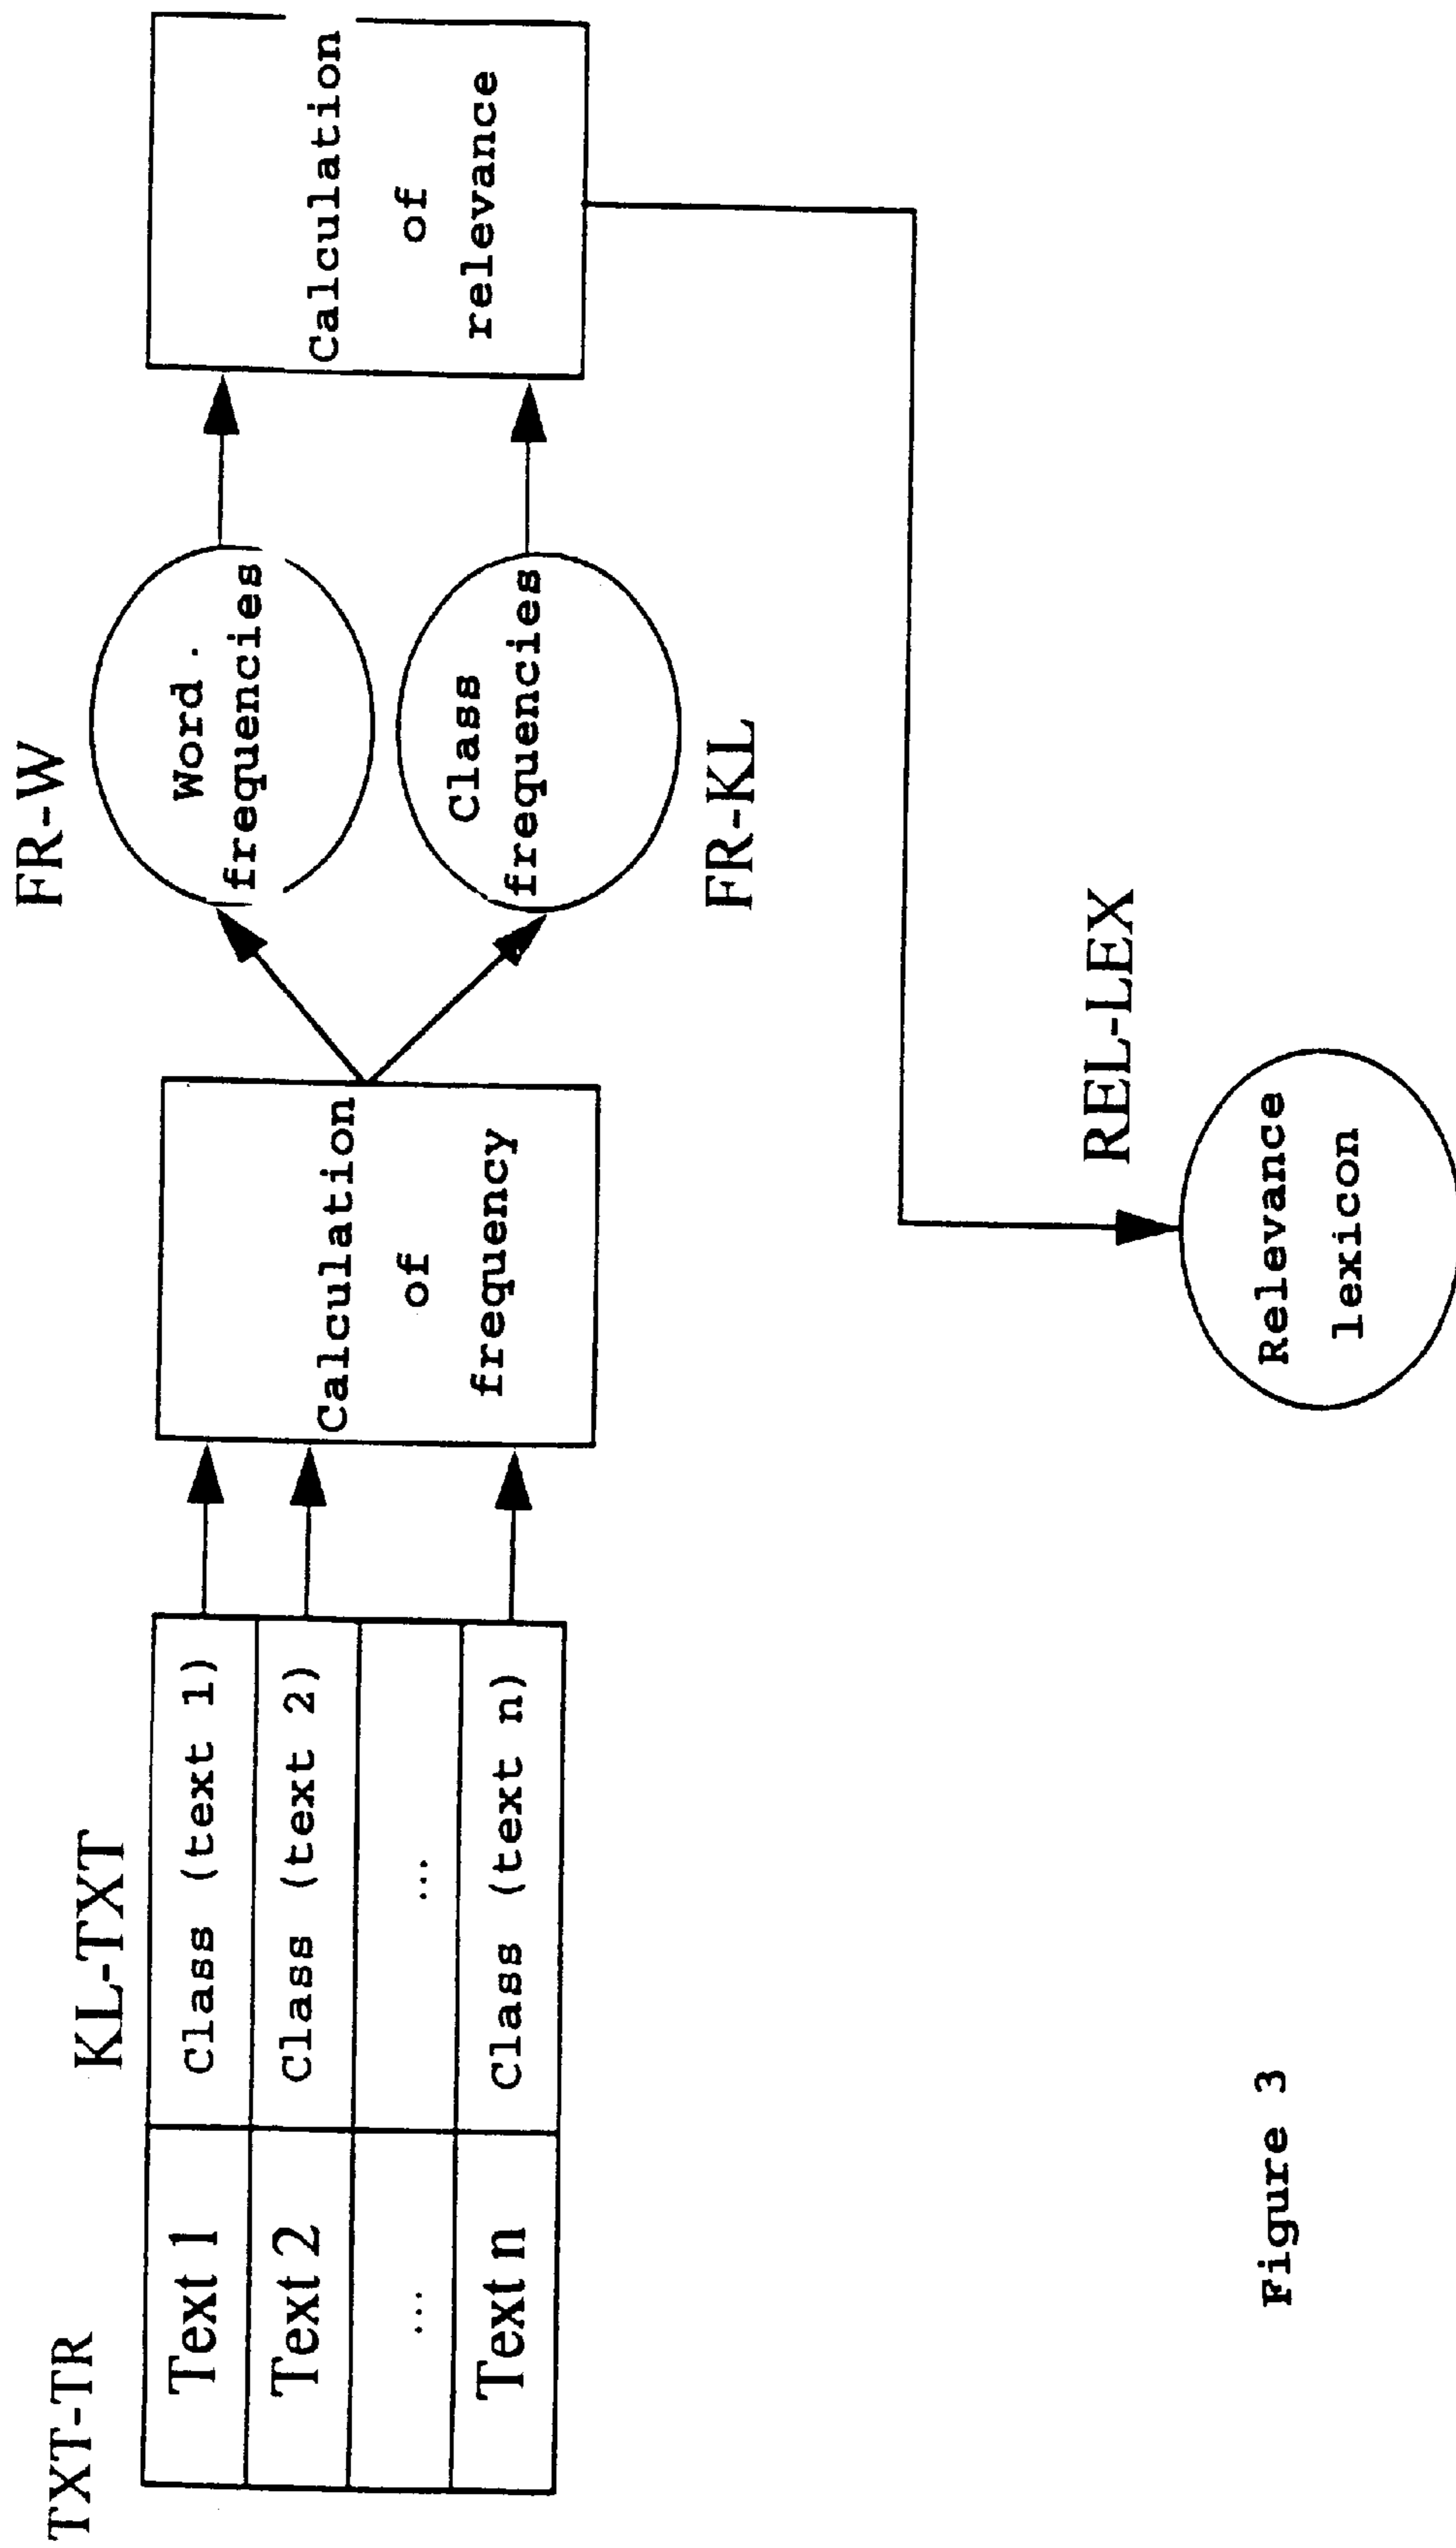 TXT-TR
KL-TXT
Text 1
Class (text 1)
Text 2
Class (text 2)
...
...
Text n
Class (text n)
Calculation
of
frequency
FR-W
Word.
frequencies
Class
frequencies
FR-KL
Calculation
of
relevance
REL-LEX
Relevance
lexicon
Figure 3